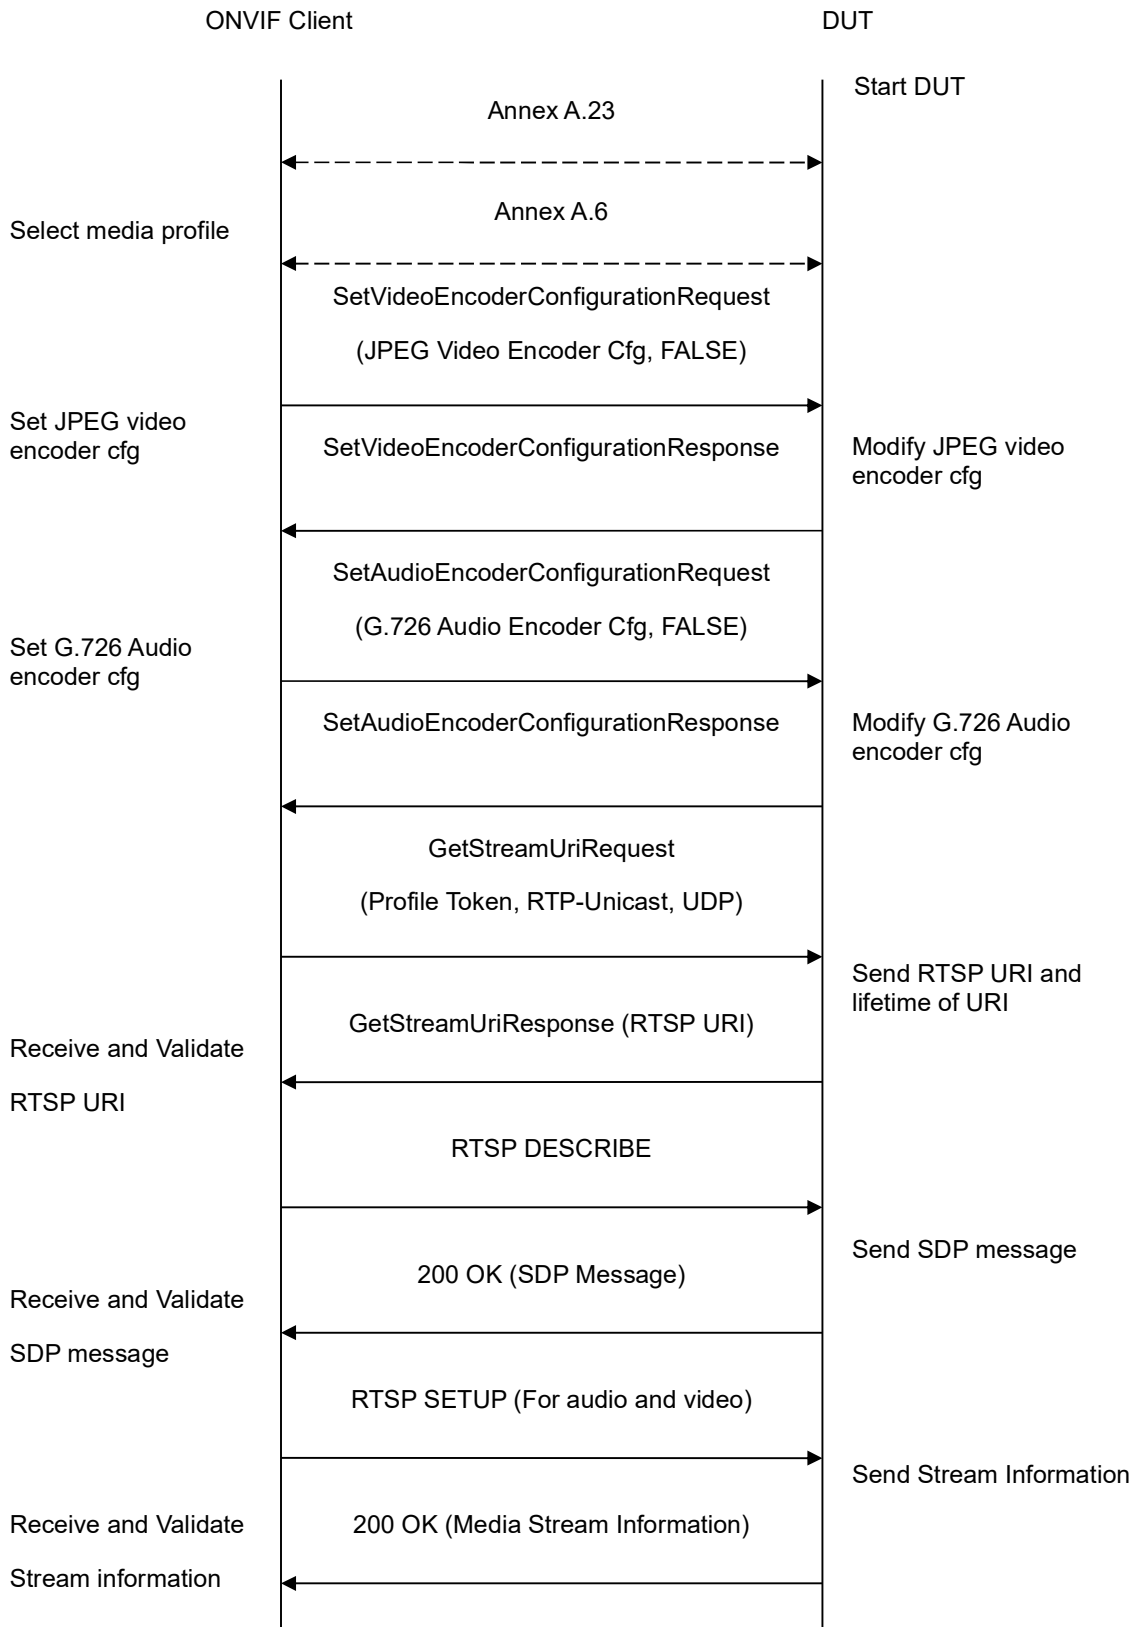 ONVIF Client
DUT
Start DUT
Annex A.23
Annex A.6
Select media profile
SetVideoEncoderConfigurationRequest
(JPEG Video Encoder Cfg, FALSE)
Set JPEG video
encoder cfg
SetVideoEncoderConfigurationResponse
Modify JPEG video
encoder cfg
SetAudioEncoderConfigurationRequest
(G.726 Audio Encoder Cfg, FALSE)
Set G.726 Audio
encoder cfg
SetAudioEncoderConfigurationResponse
Modify G.726 Audio
encoder cfg
GetStreamUriRequest
(Profile Token, RTP-Unicast, UDP)
Send RTSP URI and
lifetime of URI
GetStreamUriResponse (RTSP URI)
Receive and Validate
RTSP URI
RTSP DESCRIBE
Send SDP message
200 OK (SDP Message)
Receive and Validate
SDP message
RTSP SETUP (For audio and video)
Send Stream Information
200 OK (Media Stream Information)
Receive and Validate
Stream information